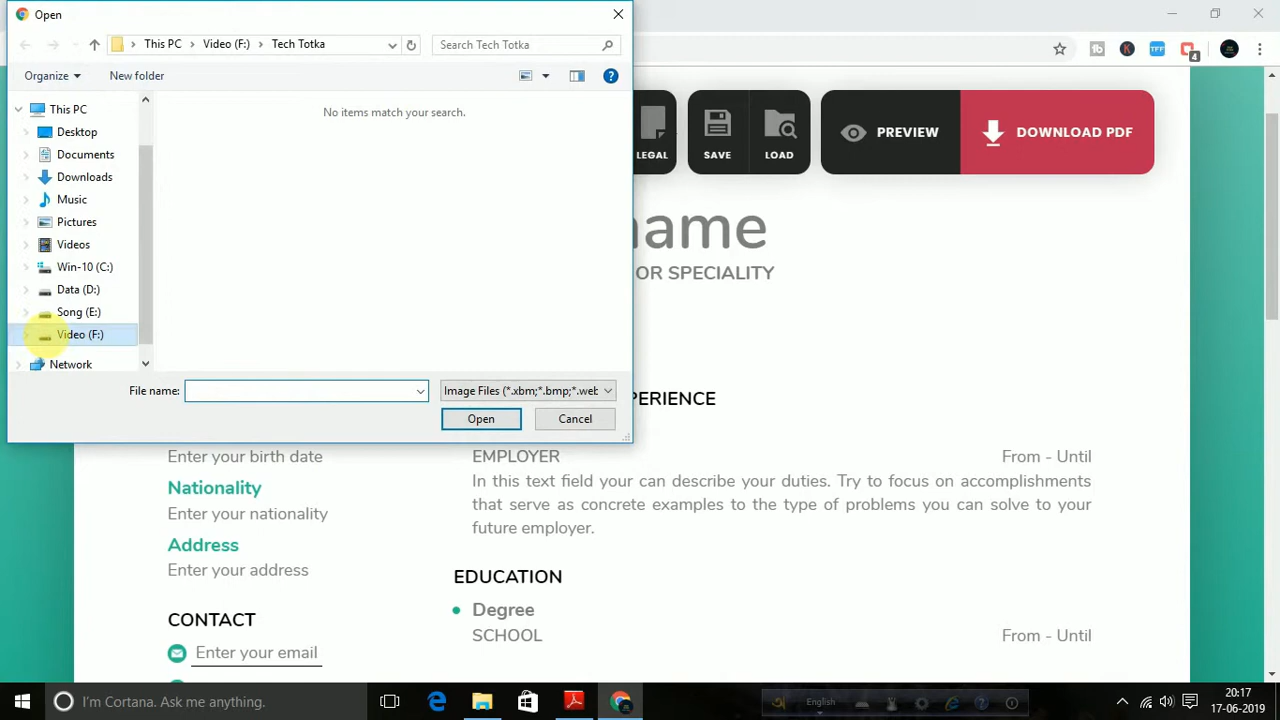 Open
This PC
Video (F:)
Tech Totka
Search Tech Totka
Organize
New folder
This PC
Desktop
Documents
Downloads
Music
Pictures
Videos
Win-10 (C:)
Data (D:)
Song (E:)
Video (F:)
Network
No items match your search.
File name:
Image Files (*.xbm;*.bmp;*.web
Open
Cancel
4
LEGAL
SAVE
LOAD
PREVIEW
DOWNLOAD PDF
name
OR SPECIALITY
PERIENCE
Enter your birth date
Nationality
Enter your nationality
Address
Enter your address
CONTACT
Enter your email
EMPLOYER
From - Until
In this text field your can describe your duties. Try to focus on accomplishments
that serve as concrete examples to the type of problems you can solve to your
future employer.
EDUCATION
Degree
SCHOOL
From - Until
I'm Cortana. Ask me anything.
English
20:17
17-06-2019